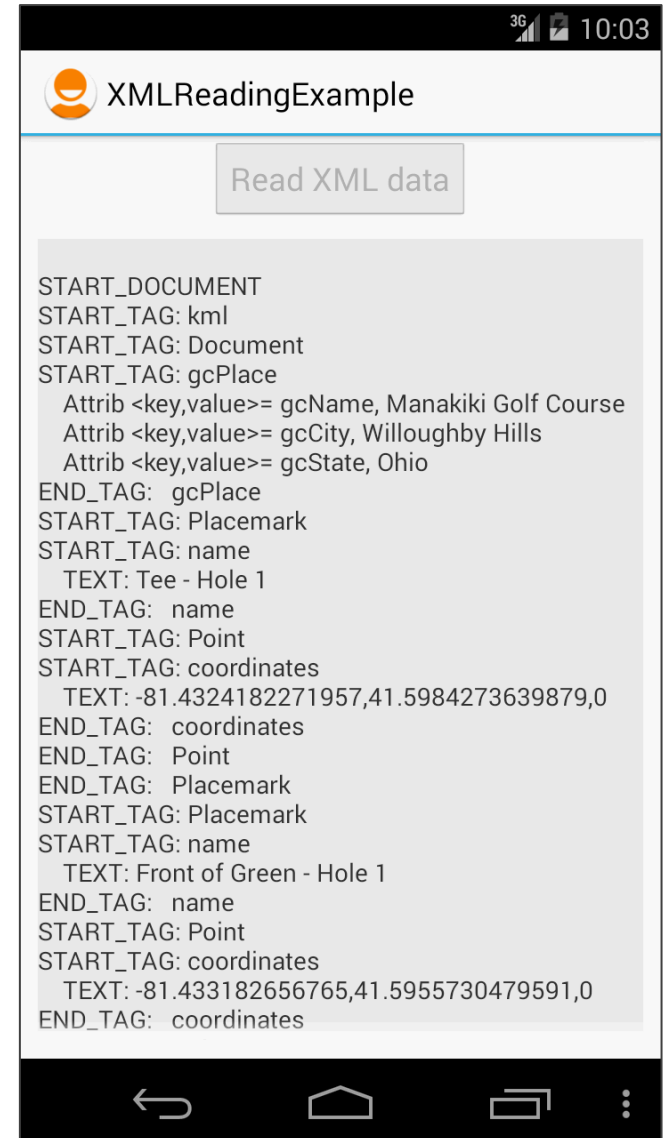 3G 10:03
XMLReadingExample
Read XML data
START_DOCUMENT
START_TAG: kml
START_TAG: Document
START_TAG: gcPlace
Attrib <key,value>= gcName, Manakiki Golf Course
Attrib <key,value>= gcCity, Willoughby Hills
Attrib <key,value>= gcState, Ohio
END_TAG:   gcPlace
START_TAG: Placemark
START_TAG: name
TEXT: Tee - Hole 1
END_TAG:   name
START_TAG: Point
START_TAG: coordinates
TEXT: -81.4324182271957,41.5984273639879,0
END_TAG:   coordinates
END_TAG:   Point
END_TAG:   Placemark
START_TAG: Placemark
START_TAG: name
TEXT: Front of Green - Hole 1
END_TAG:   name
START_TAG: Point
START_TAG: coordinates
TEXT: -81.433182656765,41.5955730479591,0
END_TAG:   coordinates